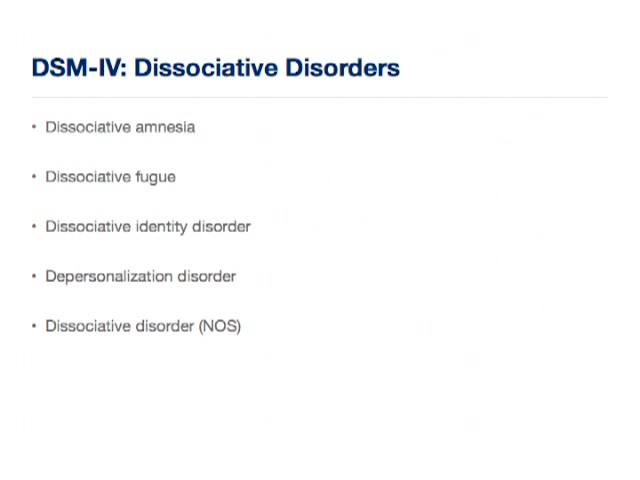 DSM-IV: Dissociative Disorders
• Dissociative amnesia
• Dissociative fugue
• Dissociative identity disorder
• Depersonalization disorder
• Dissociative disorder (NOS)